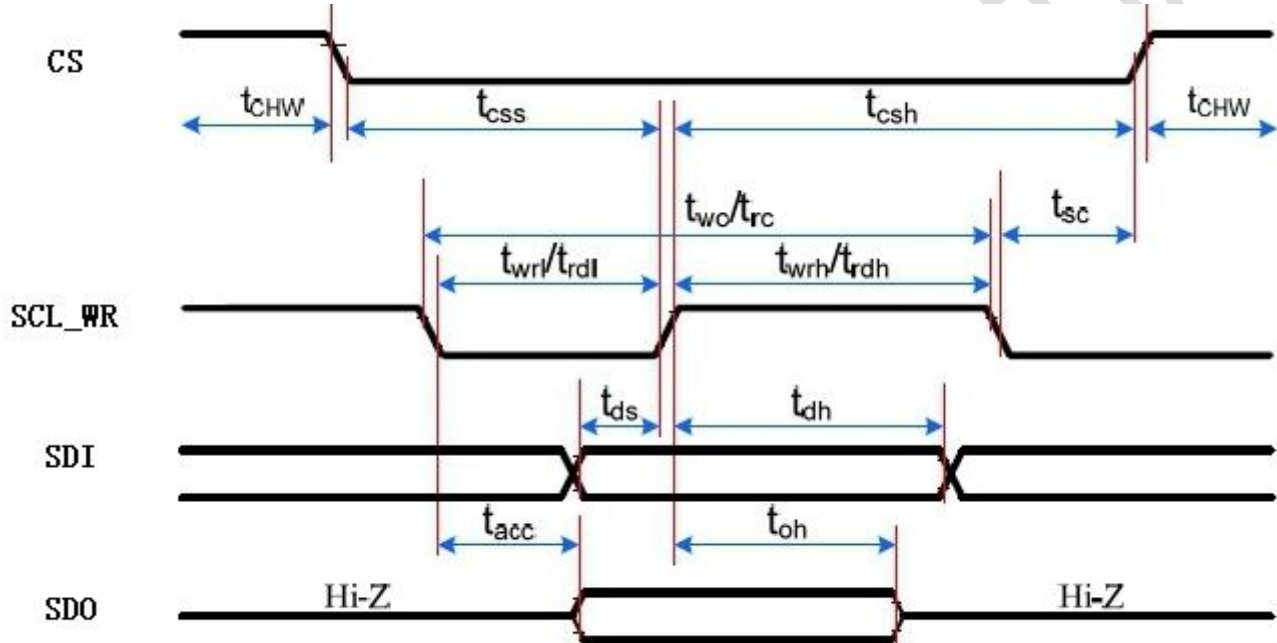 CS
tCHW
tcss
tcsh
tCHW
twc/trc
tsc
twrl/trdl
twrh/trdh
SCL_WR
tds
tdh
SDI
tacc
toh
Hi-Z
Hi-Z
SDO